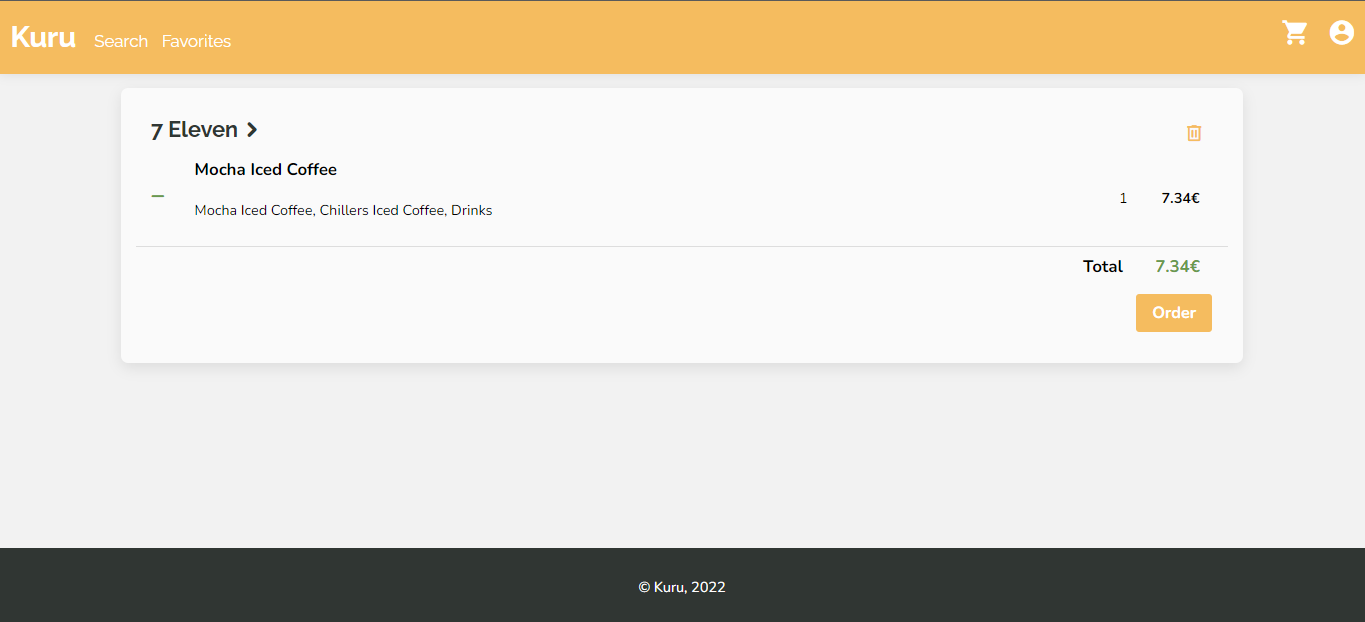 Kuru Search Favorites
7 Eleven
Mocha Iced Coffee
Mocha Iced Coffee, Chillers Iced Coffee, Drinks
1 7.34€
Total 7.34€
Order
© Kuru, 2022